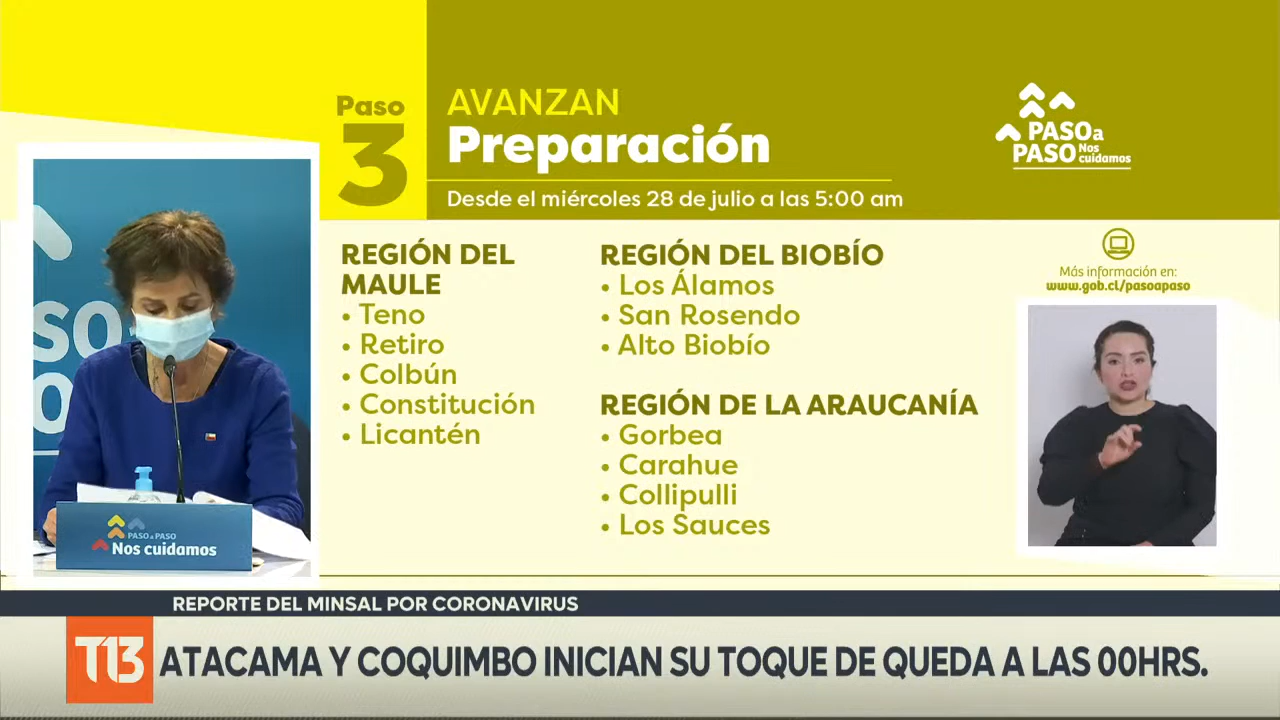 Paso
3
AVANZAN
Preparación
Desde el miércoles 28 de julio a las 5:00 am
PASO a
PASO Nos
cuidamos
REGIÓN DEL
MAULE
• Teno
• Retiro
• Colbún
• Constitución
• Licantén
REGIÓN DEL BIOBÍO
• Los Álamos
• San Rosendo
• Alto Biobío
REGIÓN DE LA ARAUCANÍA
• Gorbea
• Carahue
• Collipulli
• Los Sauces
Más información en:
www.gob.cl/pasoapaso
PASO a PASO
Nos cuidamos
REPORTE DEL MINSAL POR CORONAVIRUS
T13
ATACAMA Y COQUIMBO INICIAN SU TOQUE DE QUEDA A LAS 00HRS.